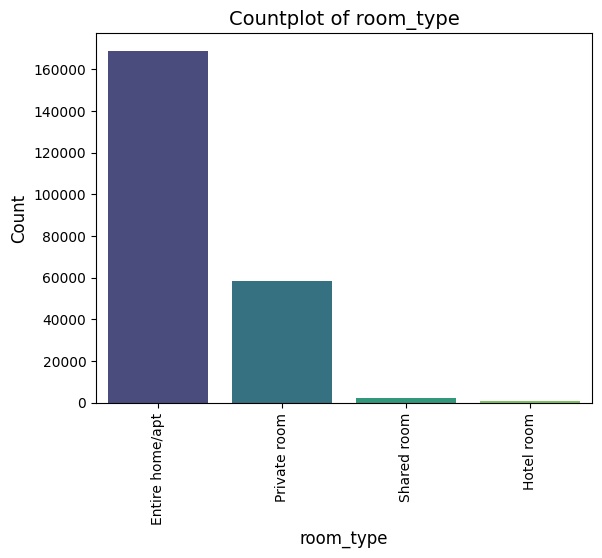 Countplot of room_type
160000
140000
120000
100000
80000
60000
40000
20000
0
Count
Entire home/apt
Private room
Shared room
Hotel room
room_type